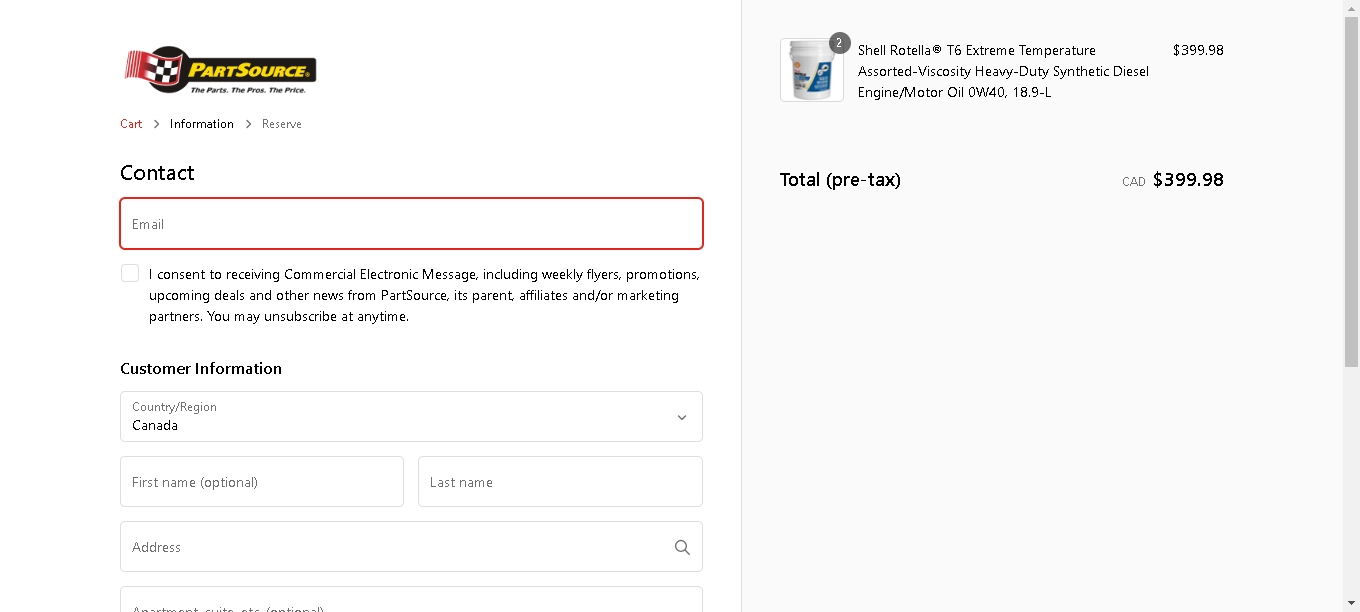 PARTSOURCE®
The Parts. The Pros. The Price.
Cart > Information > Reserve
Contact
Email
I consent to receiving Commercial Electronic Message, including weekly flyers, promotions,
upcoming deals and other news from PartSource, its parent, affiliates and/or marketing
partners. You may unsubscribe at anytime.
Customer Information
Country/Region
Canada
First name (optional)
Last name
Address
Apartment, suite, etc. (optional)
2
Shell Rotella® T6 Extreme Temperature
Assorted-Viscosity Heavy-Duty Synthetic Diesel
Engine/Motor Oil 0W40, 18.9-L
$399.98
Total (pre-tax)
CAD $399.98